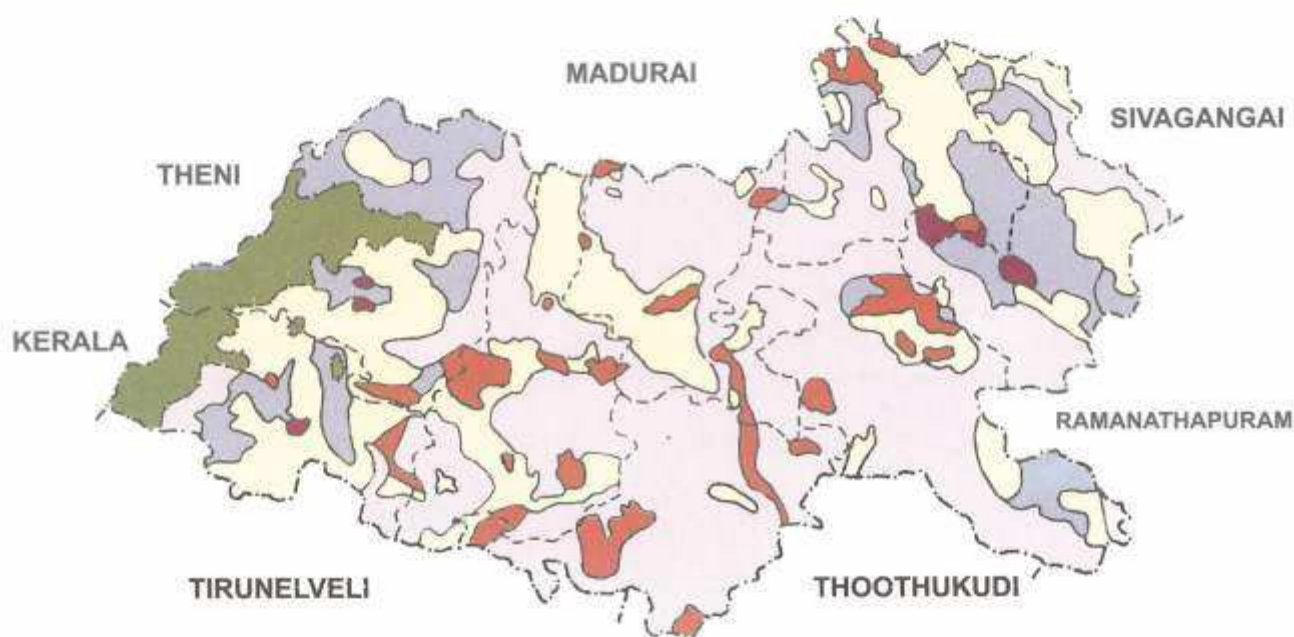 MADURAI
SIVAGANGAI
THENI
KERALA
RAMANATHAPURAM
TIRUNELVELI
THOOTHUKUDI